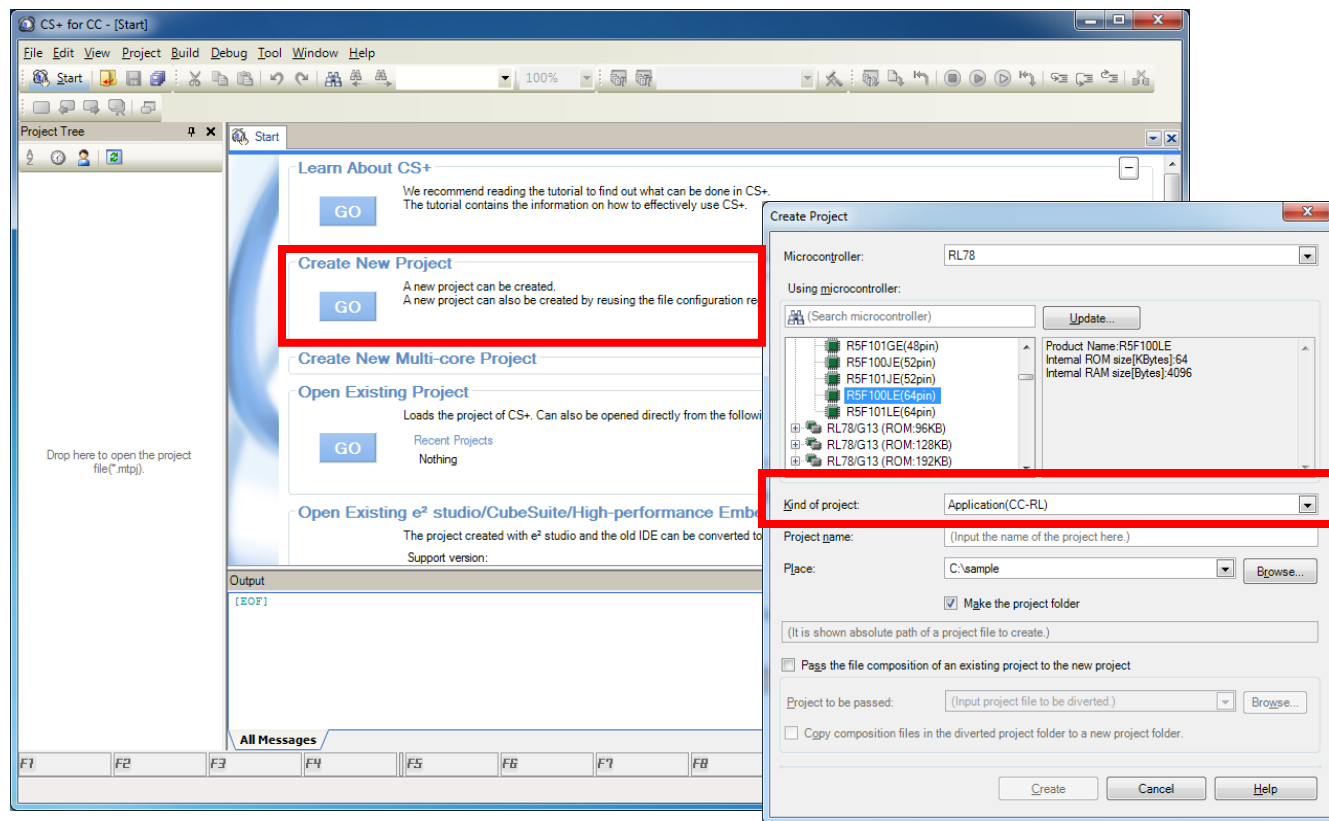 CS+ for CC - [Start]
File Edit View Project Build Debug Tool Window Help
Start 100%
Project Tree
Start
Drop here to open the project
file(*.mtpj).
Learn About CS+
GO
We recommend reading the tutorial to find out what can be done in CS+.
The tutorial contains the information on how to effectively use CS+.
Create New Project
GO
A new project can be created.
A new project can also be created by reusing the file configuration re
Create New Multi-core Project
Open Existing Project
Loads the project of CS+. Can also be opened directly from the followi
GO
Recent Projects
Nothing
Open Existing e² studio/CubeSuite/High-performance Embe
The project created with e² studio and the old IDE can be converted to
Support version:
Output
[EOF]
All Messages
F1 F2 F3 F4 F5 F6 F7 F8
Create Project
Microcontroller: RL78
Using microcontroller:
(Search microcontroller) Update...
R5F101GE(48pin)
R5F100JE(52pin)
R5F101JE(52pin)
R5F100LE(64pin)
R5F101LE(64pin)
RL78/G13 (ROM:96KB)
RL78/G13 (ROM:128KB)
RL78/G13 (ROM:192KB)
Product Name:R5F100LE
Internal ROM size[KBytes]:64
Internal RAM size[Bytes]:4096
Kind of project: Application(CC-RL)
Project name: (Input the name of the project here.)
Place: C:\sample Browse...
Make the project folder
(It is shown absolute path of a project file to create.)
Pass the file composition of an existing project to the new project
Project to be passed: (Input project file to be diverted.) Browse...
Copy composition files in the diverted project folder to a new project folder.
Create Cancel Help